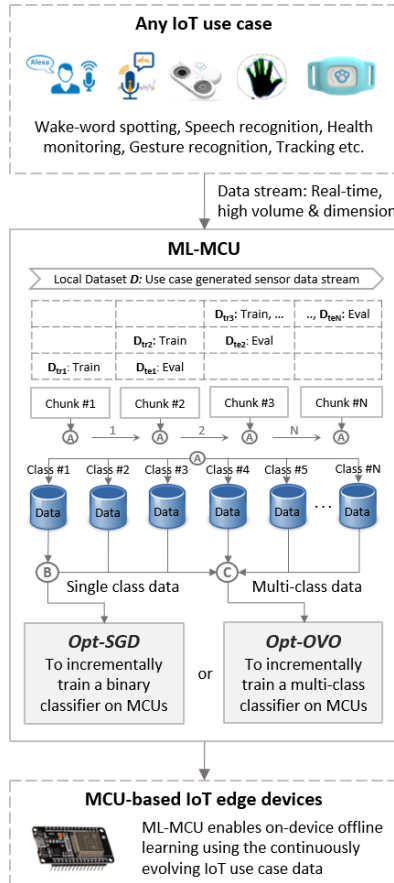 Any IoT use case
Alexa
abc
Wake-word spotting, Speech recognition, Health
monitoring, Gesture recognition, Tracking etc.
Data stream: Real-time,
high volume & dimension
ML-MCU
Local Dataset D: Use case generated sensor data stream
Dtr3: Train, ... .., DteN: Eval
Dtr2: Train Dte2: Eval
Dtr1: Train Dte1: Eval
Chunk #1 Chunk #2 Chunk #3 Chunk #N
A 1 A 2 A N A
A
Class #1 Class #2 Class #3 Class #4 Class #5 Class #N
Data Data Data Data Data ... Data
B Single class data C Multi-class data
Opt-SGD
To incrementally
train a binary
classifier on MCUs
or
Opt-OVO
To incrementally
train a multi-class
classifier on MCUs
MCU-based IoT edge devices
ML-MCU enables on-device offline
learning using the continuously
evolving IoT use case data